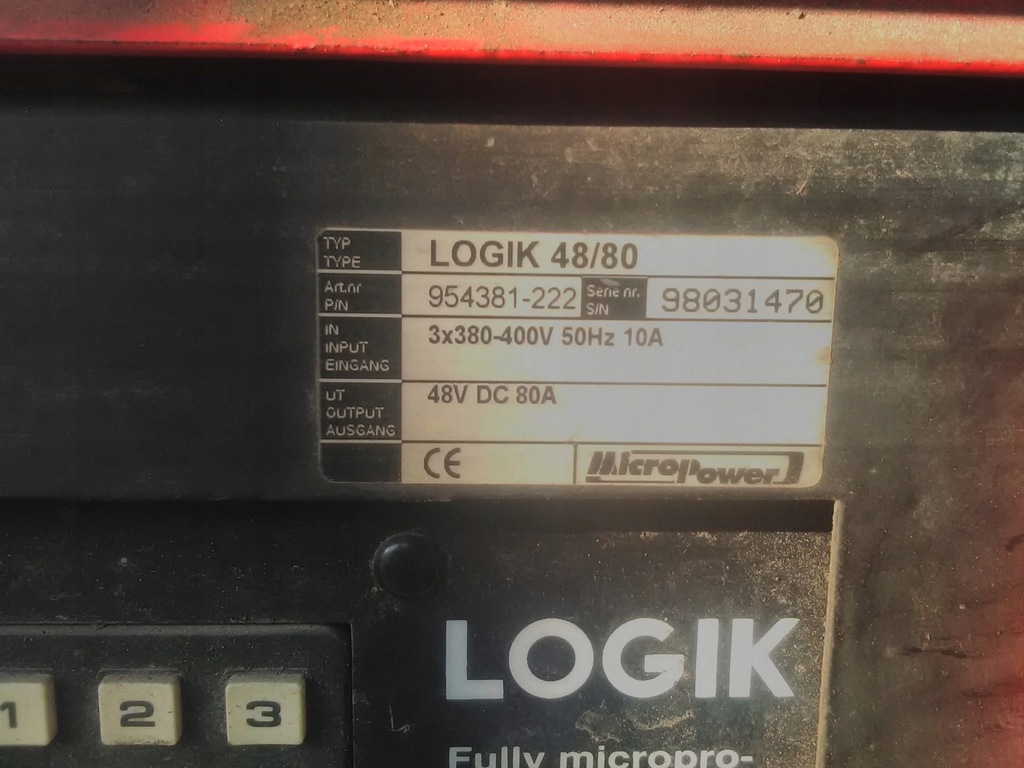 TYP
TYPE
LOGIK 48/80
Art.nr
P/N
954381-222
Serie nr.
S/N
98031470
IN
INPUT
EINGANG
3x380-400V 50Hz 10A
UT
OUTPUT
AUSGANG
48V DC 80A
CE
MicroPower
LOGIK
1 2 3
Fully micropro-